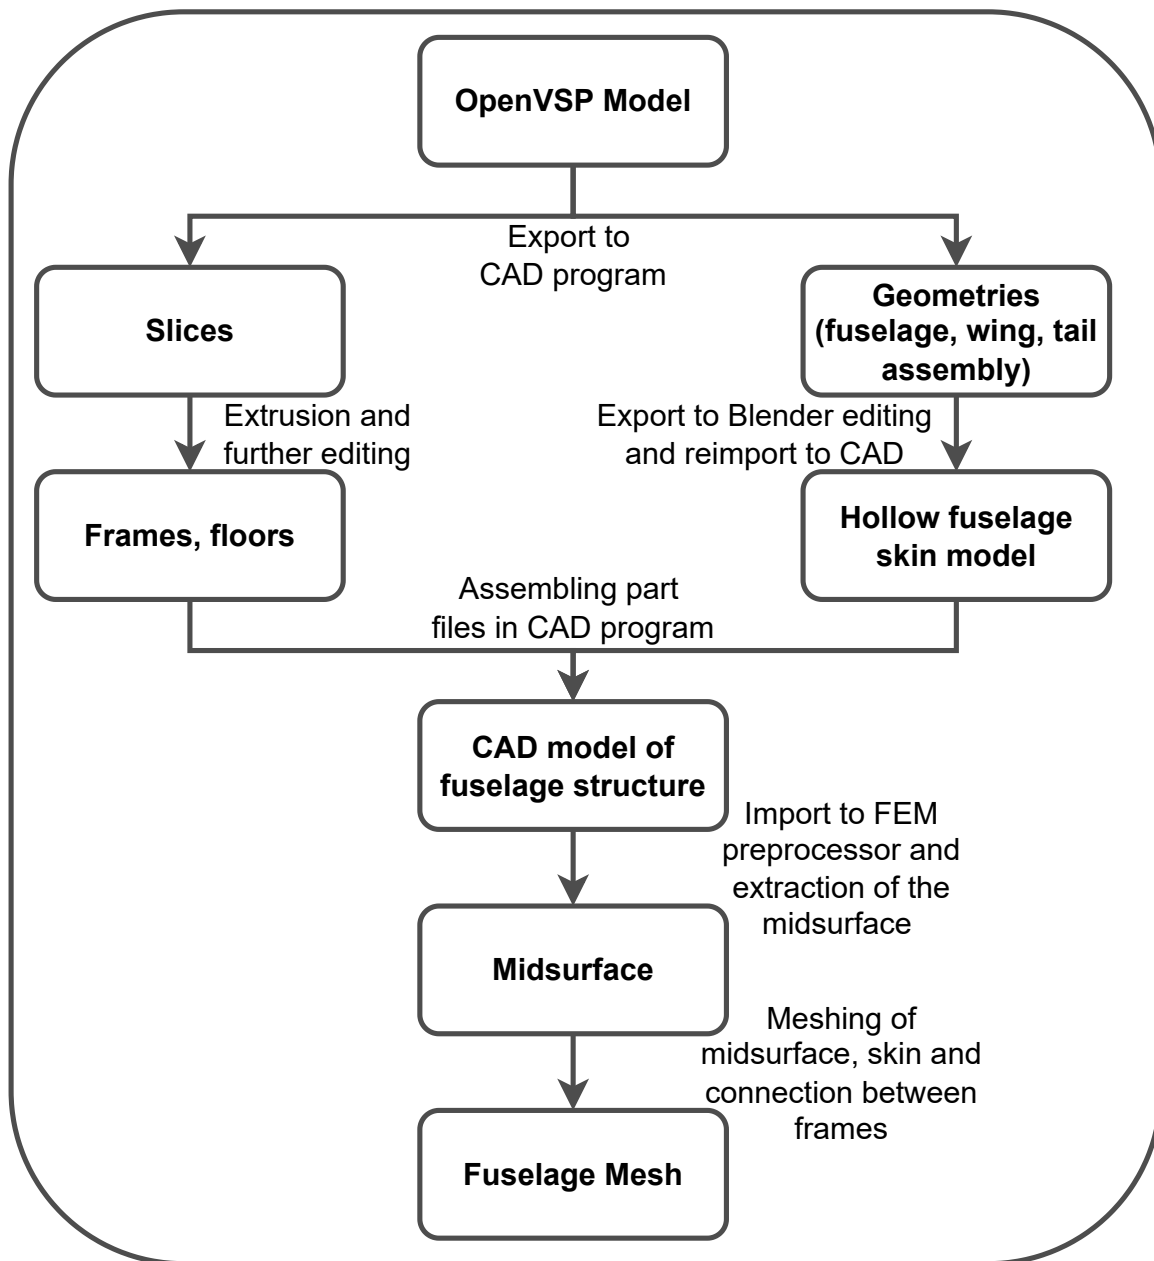 OpenVSP Model
Export to
CAD program
Slices
Geometries
(fuselage, wing, tail
assembly)
Extrusion and
further editing
Export to Blender editing
and reimport to CAD
Frames, floors
Hollow fuselage
skin model
Assembling part
files in CAD program
CAD model of
fuselage structure
Import to FEM
preprocessor and
extraction of the
midsurface
Midsurface
Meshing of
midsurface, skin and
connection between
frames
Fuselage Mesh